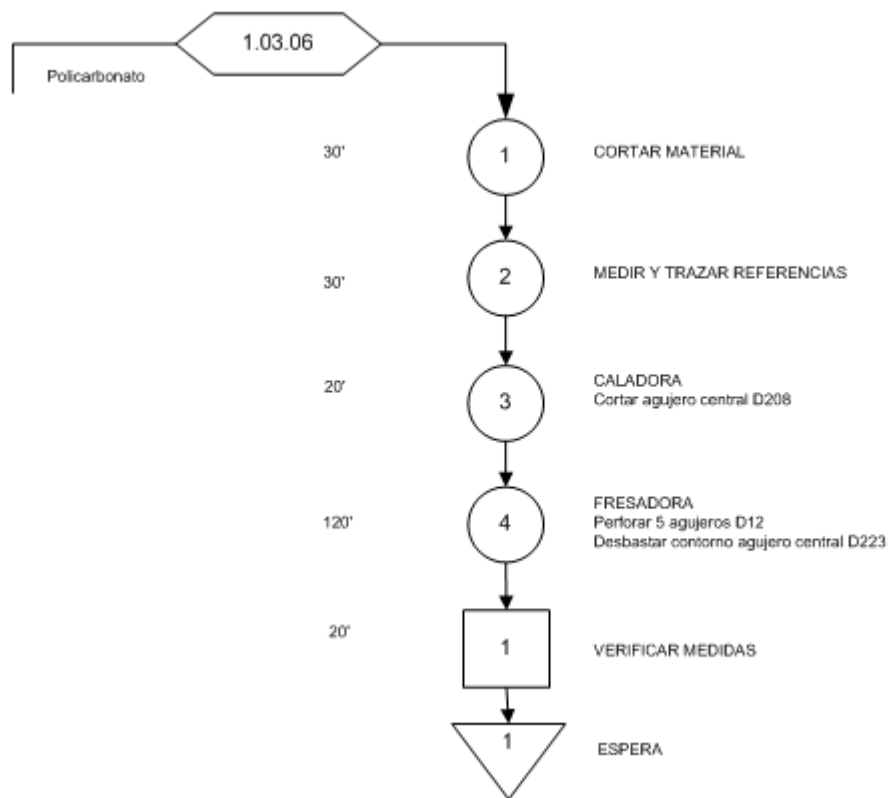 1.03.06
Policarbonato
30'
1
CORTAR MATERIAL
30'
2
MEDIR Y TRAZAR REFERENCIAS
20'
3
CALADORA
Cortar agujero central D208
120'
4
FRESADORA
Perforar 5 agujeros D12
Desbastar contorno agujero central D223
20'
1
VERIFICAR MEDIDAS
1
ESPERA